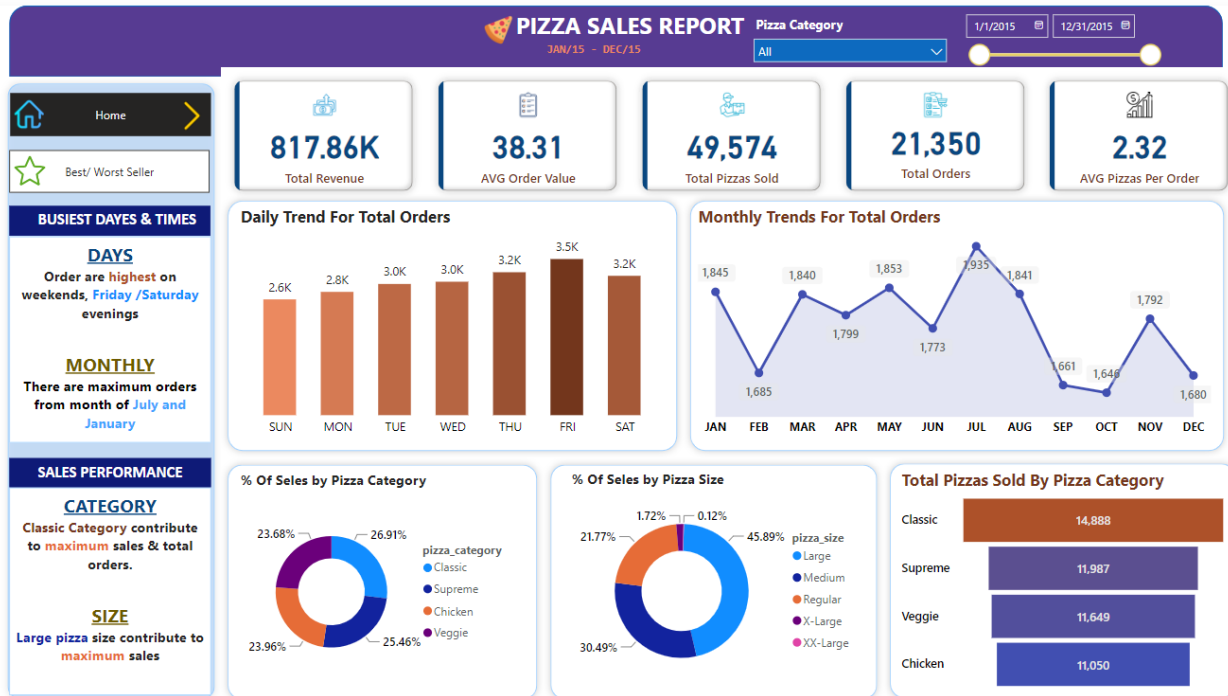 PIZZA SALES REPORT
JAN/15 - DEC/15
Pizza Category
All
1/1/2015
12/31/2015
Home
Best/ Worst Seller
BUSIEST DAYES & TIMES
DAYS
Order are highest on
weekends, Friday /Saturday
evenings
MONTHLY
There are maximum orders
from month of July and
January
SALES PERFORMANCE
CATEGORY
Classic Category contribute
to maximum sales & total
orders.
SIZE
Large pizza size contribute to
maximum sales
817.86K
Total Revenue
38.31
AVG Order Value
49,574
Total Pizzas Sold
21,350
Total Orders
2.32
AVG Pizzas Per Order
Daily Trend For Total Orders
2.6K
2.8K
3.0K
3.0K
3.2K
3.5K
3.2K
SUN
MON
TUE
WED
THU
FRI
SAT
Monthly Trends For Total Orders
1,845
1,685
1,840
1,799
1,853
1,773
1,935
1,841
1,661
1,646
1,792
1,680
JAN
FEB
MAR
APR
MAY
JUN
JUL
AUG
SEP
OCT
NOV
DEC
% Of Seles by Pizza Category
23.68%
26.91%
23.96%
25.46%
pizza_category
Classic
Supreme
Chicken
Veggie
% Of Seles by Pizza Size
1.72%
0.12%
21.77%
45.89%
30.49%
pizza_size
Large
Medium
Regular
X-Large
XX-Large
Total Pizzas Sold By Pizza Category
Classic
14,888
Supreme
11,987
Veggie
11,649
Chicken
11,050